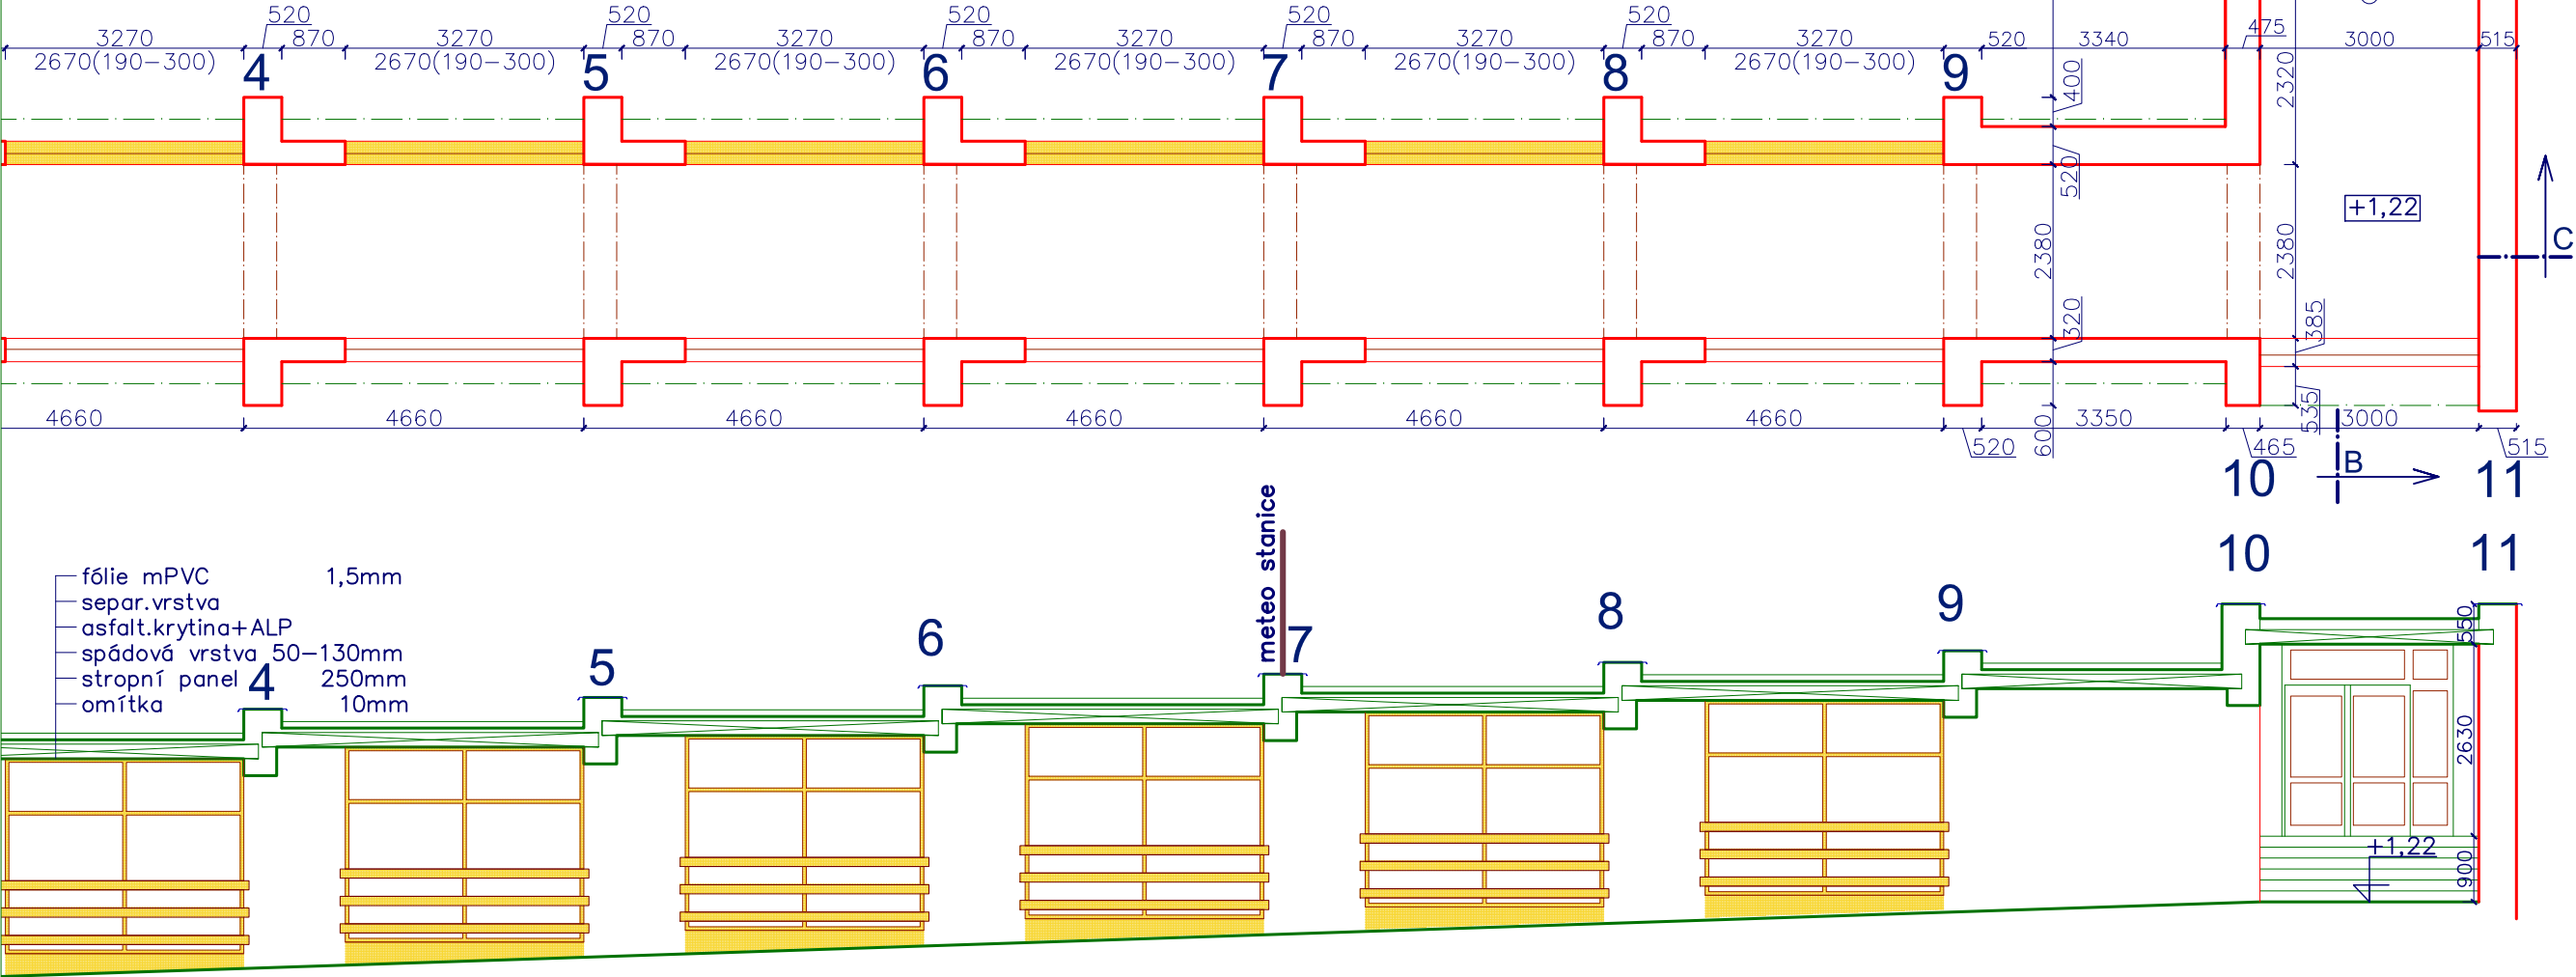 520 520 520 520 520
3270 870 3270 870 3270 870 3270 870 3270 870 3270 520 3340 475 3000 515
2670(190-300) 2670(190-300) 2670(190-300) 2670(190-300) 2670(190-300) 2670(190-300)
4 5 6 7 8 9
400 2320
520
+1,22
2380 2380
C
320 385
4660 4660 4660 4660 4660 4660 3350 3000
600 535
520 465 515
B
10 11
meteo stanice
10 11
fólie mPVC 1,5mm
separ.vrstva
asfalt.krytina+ALP
spádová vrstva 50-130mm
stropní panel 250mm
omítka 10mm
4 5 6 7 8 9
550
2630
+1,22
900